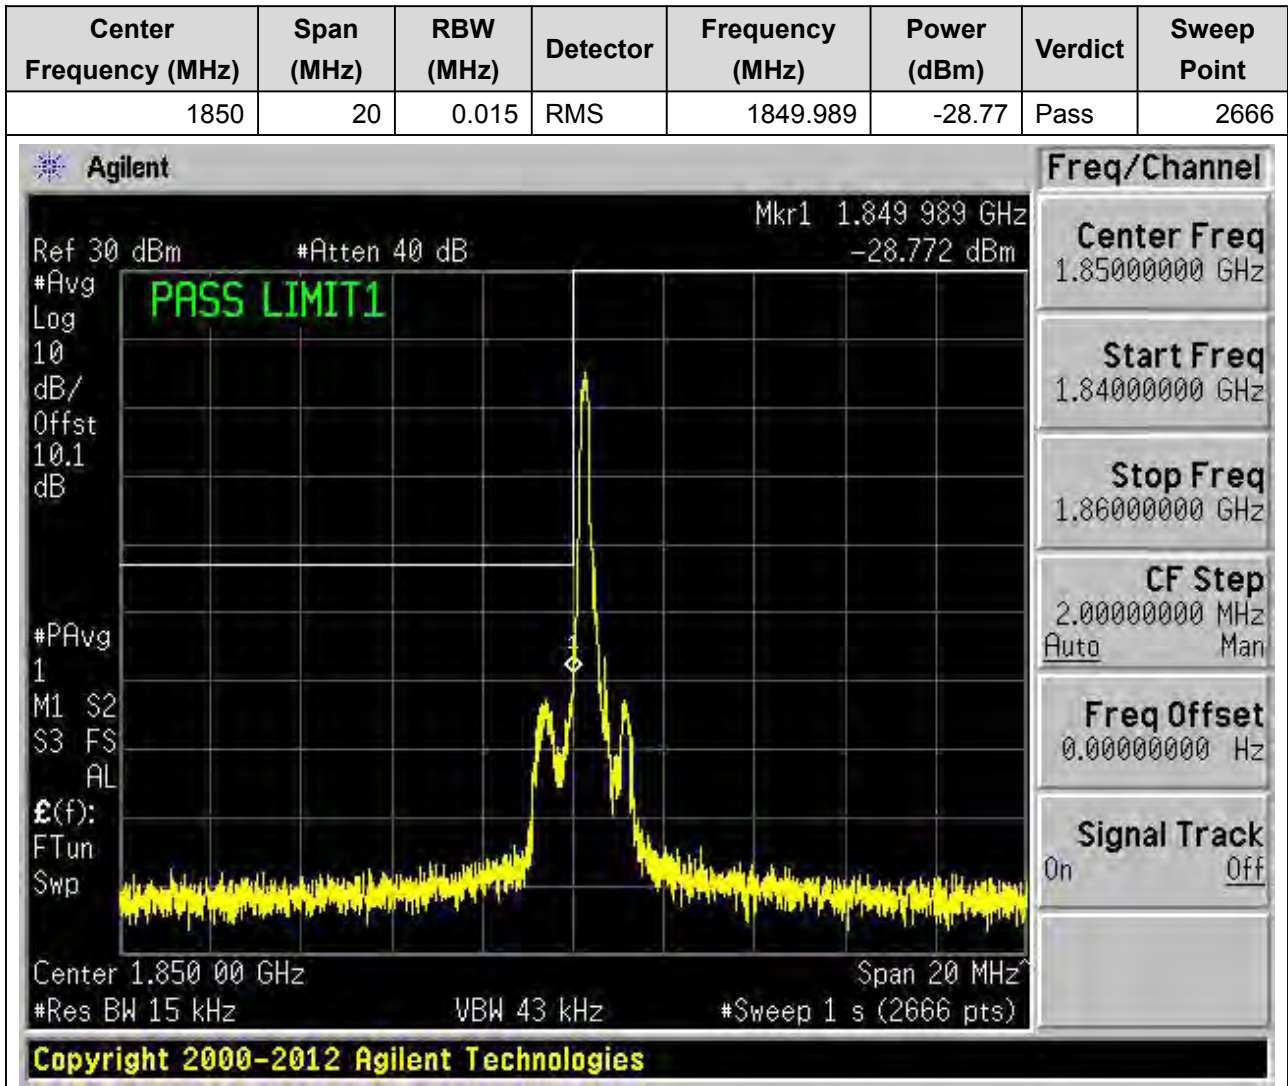 Center Frequency (MHz) Span (MHz) RBW (MHz) Detector Frequency (MHz) Power (dBm) Verdict Sweep Point
1850 20 0.015 RMS 1849.989 -28.77 Pass 2666
Agilent
Freq/Channel
Mkr1 1.849 989 GHz
Ref 30 dBm #Atten 40 dB -28.772 dBm
#Avg
Log
10
dB/
Offst
10.1
dB
PASS LIMIT1
1
#PAvg
1
M1 S2
S3 FS
AL
£(f):
FTun
Swp
Center 1.850 00 GHz Span 20 MHz^
#Res BW 15 kHz VBW 43 kHz #Sweep 1 s (2666 pts)
Center Freq
1.85000000 GHz
Start Freq
1.84000000 GHz
Stop Freq
1.86000000 GHz
CF Step
2.00000000 MHz
Auto Man
Freq Offset
0.00000000 Hz
Signal Track
On Off
Copyright 2000-2012 Agilent Technologies